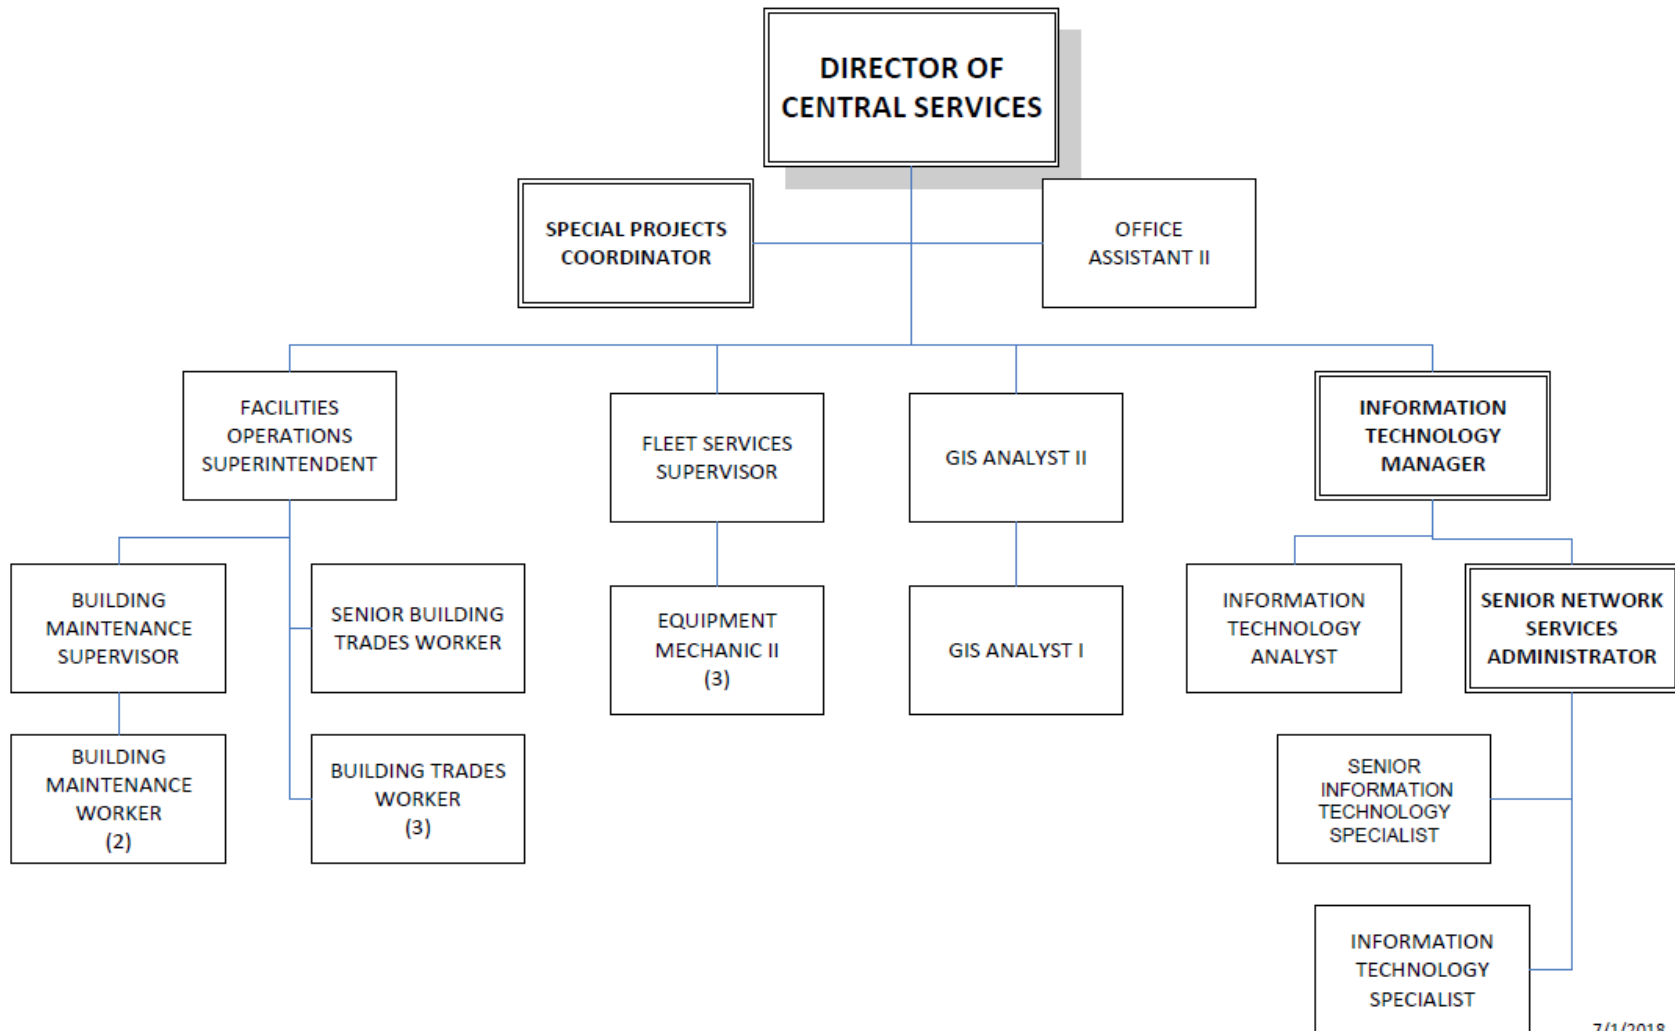 DIRECTOR OF
CENTRAL SERVICES
SPECIAL PROJECTS
COORDINATOR
OFFICE
ASSISTANT II
FACILITIES
OPERATIONS
SUPERINTENDENT
FLEET SERVICES
SUPERVISOR
GIS ANALYST II
INFORMATION
TECHNOLOGY
MANAGER
BUILDING
MAINTENANCE
SUPERVISOR
SENIOR BUILDING
TRADES WORKER
EQUIPMENT
MECHANIC II
(3)
GIS ANALYST I
INFORMATION
TECHNOLOGY
ANALYST
SENIOR NETWORK
SERVICES
ADMINISTRATOR
BUILDING
MAINTENANCE
WORKER
(2)
BUILDING TRADES
WORKER
(3)
SENIOR
INFORMATION
TECHNOLOGY
SPECIALIST
INFORMATION
TECHNOLOGY
SPECIALIST
7/1/2018